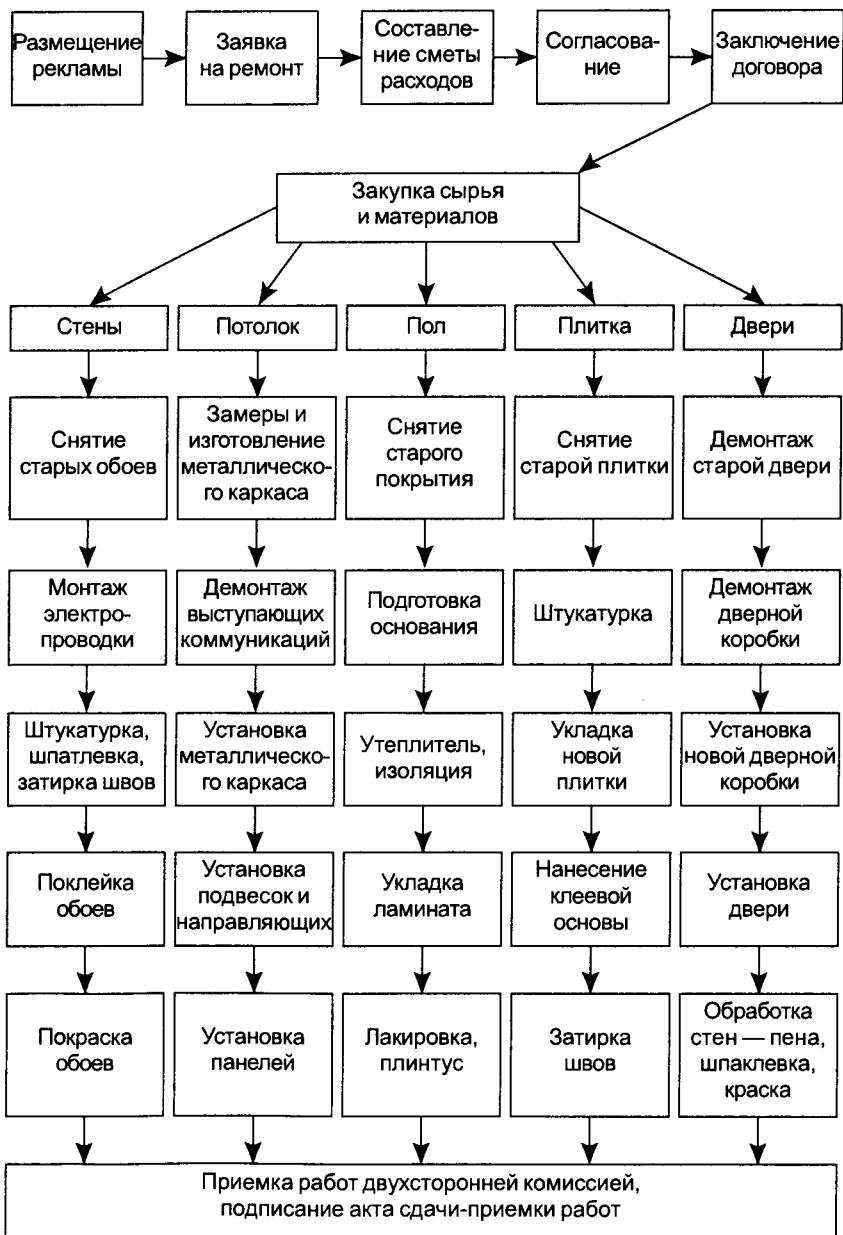 Размещение
рекламы
Заявка
на ремонт
Составле-
ние сметы
расходов
Согласова-
ние
Заключение
договора
Закупка сырья
и материалов
Стены
Потолок
Пол
Плитка
Двери
Снятие
старых обоев
Замеры и
изготовление
металлическо-
го каркаса
Снятие
старого
покрытия
Снятие
старой плитки
Демонтаж
старой двери
Монтаж
электро-
проводки
Демонтаж
выступающих
коммуникаций
Подготовка
основания
Штукатурка
Демонтаж
дверной
коробки
Штукатурка,
шпатлевка,
затирка швов
Установка
металлическо-
го каркаса
Утеплитель,
изоляция
Укладка
новой
плитки
Установка
новой дверной
коробки
Поклейка
обоев
Установка
подвесок и
направляющих
Укладка
ламината
Нанесение
клеевой
основы
Установка
двери
Покраска
обоев
Установка
панелей
Лакировка,
плинтус
Затирка
швов
Обработка
стен — пена,
шпаклевка,
краска
Приемка работ двухсторонней комиссией,
подписание акта сдачи-приемки работ